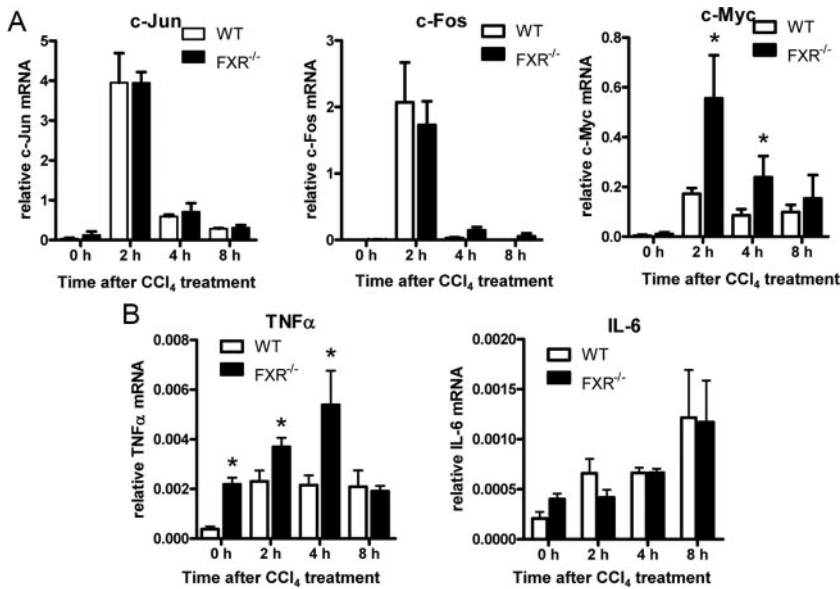 A
c-Jun
WT
FXR-/-
relative c-Jun mRNA
5
4
3
2
1
0
0 h 2 h 4 h 8 h
Time after CCl4 treatment
c-Fos
WT
FXR-/-
relative c-Fos mRNA
3
2
1
0
0 h 2 h 4 h 8 h
Time after CCl4 treatment
c-Myc
WT
FXR-/-
relative c-Myc mRNA
0.8
0.6
0.4
0.2
0.0
* *
0 h 2 h 4 h 8 h
Time after CCl4 treatment
B
TNFα
WT
FXR-/-
relative TNFα mRNA
0.008
0.006
0.004
0.002
0.000
* * *
0 h 2 h 4 h 8 h
Time after CCl4 treatment
IL-6
WT
FXR-/-
relative IL-6 mRNA
0.0020
0.0015
0.0010
0.0005
0.0000
0 h 2 h 4 h 8 h
Time after CCl4 treatment